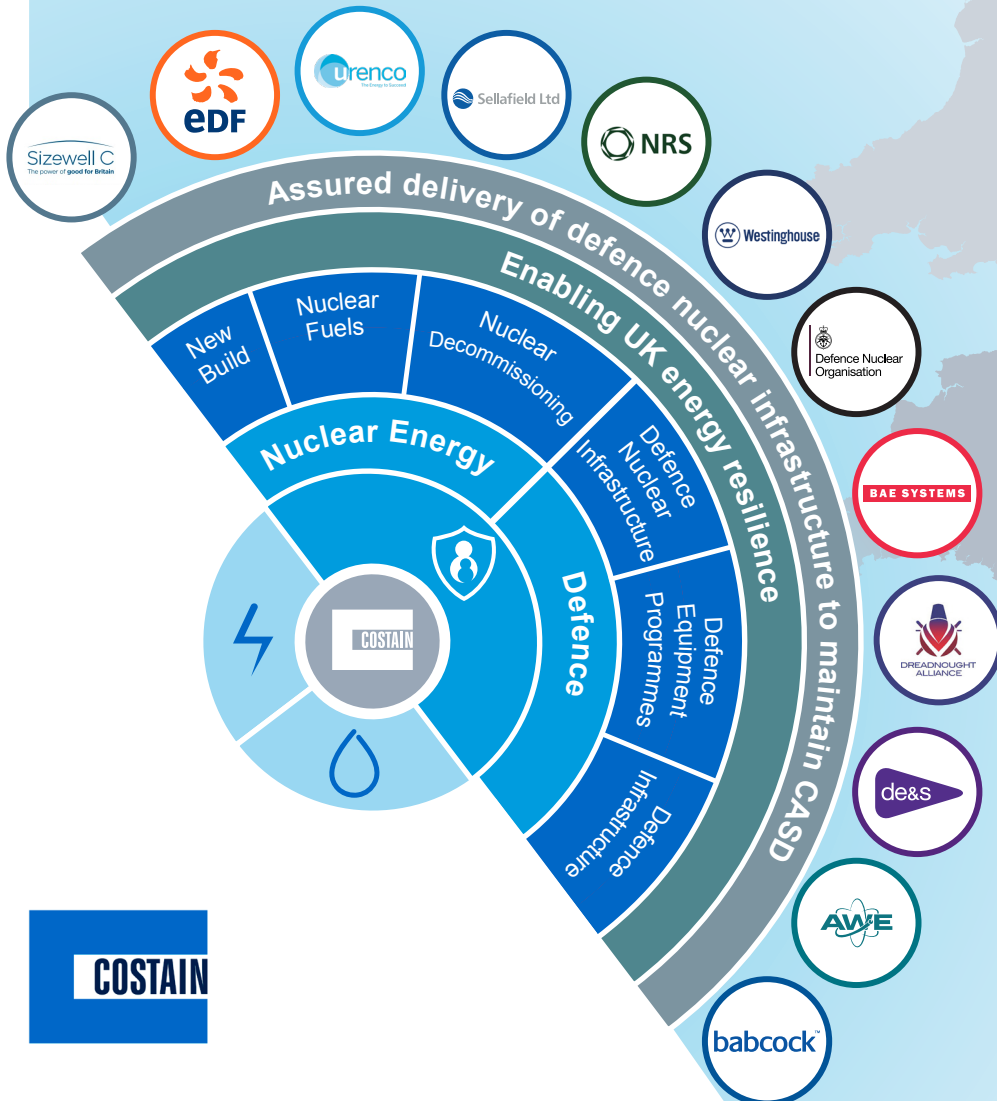 Sizewell C
The power of good for Britain
eDF
urenco
The Energy to Succeed
Sellafield Ltd
NRS
Westinghouse
Defence Nuclear
Organisation
BAE SYSTEMS
DREADNOUGHT
ALLIANCE
de&s
AWE
babcock™
Assured delivery of defence nuclear infrastructure to maintain CASD
Enabling UK energy resilience
New
Build
Nuclear
Fuels
Nuclear
Decommissioning
Defence
Nuclear
Infrastructure
Defence
Equipment
Programmes
Defence
Infrastructure
Nuclear Energy
Defence
COSTAIN
COSTAIN